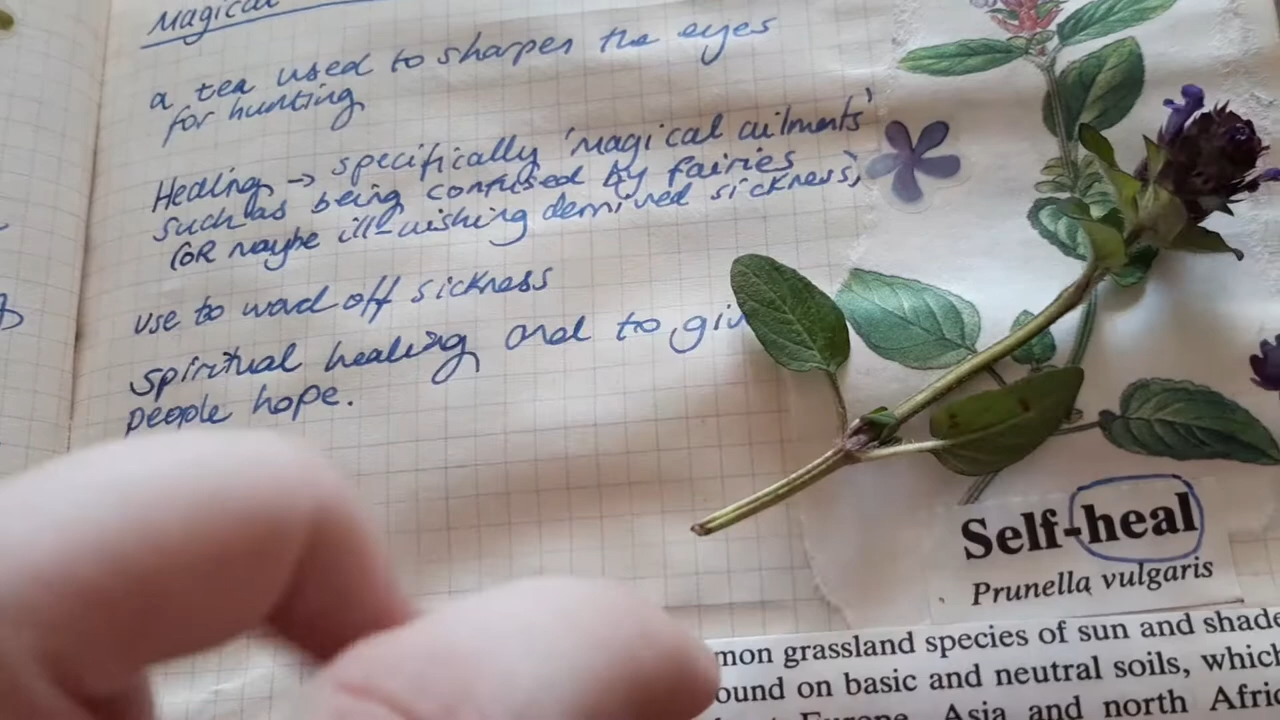 Magical
a tea used to sharpen the eyes
for hunting
Healing → specifically 'magical ailments'
such as being confused by fairies
(OR maybe ill-wishing derrived sickness)
use to ward off sickness
spiritual healing and to giv
people hope.
Self-heal
Prunella vulgaris
mon grassland species of sun and shade
ound on basic and neutral soils, which
Europe, Asia and north Afric